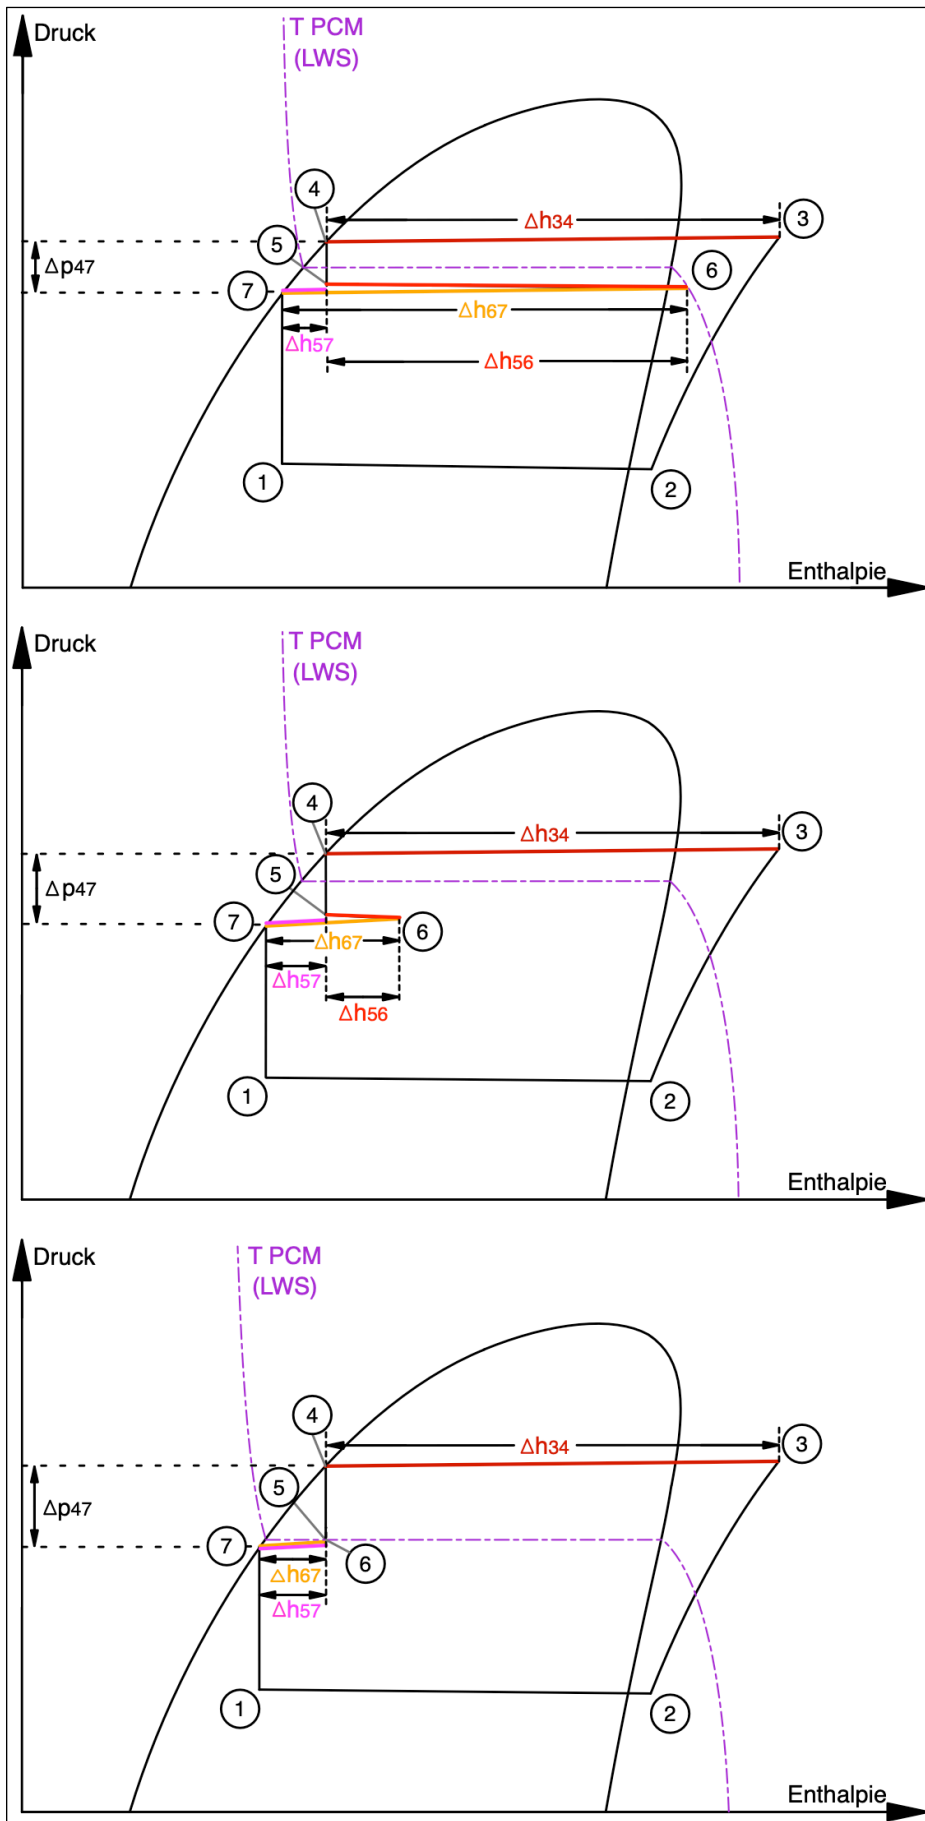 Druck
T PCM
(LWS)
4
3
Δh34
5
6
Δp47
7
Δh67
Δh57
Δh56
1
2
Enthalpie
Druck
T PCM
(LWS)
4
3
Δh34
5
Δp47
7
6
Δh67
Δh57
Δh56
1
2
Enthalpie
Druck
T PCM
(LWS)
4
3
Δh34
5
Δp47
7
6
Δh67
Δh57
1
2
Enthalpie